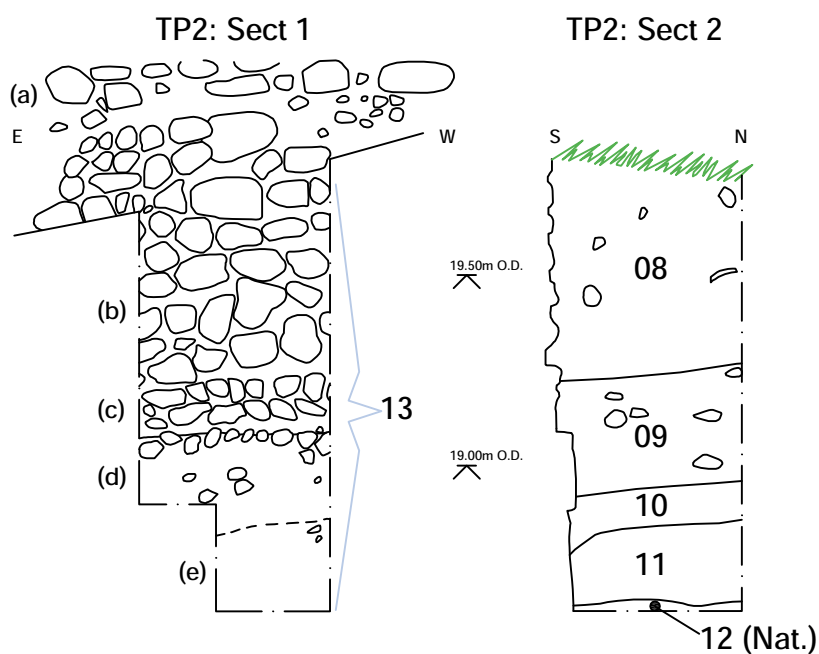 TP2: Sect 1
TP2: Sect 2
(a)
E
W
S
N
19.50m O.D.
08
(b)
(c)
13
09
19.00m O.D.
(d)
10
11
(e)
12 (Nat.)